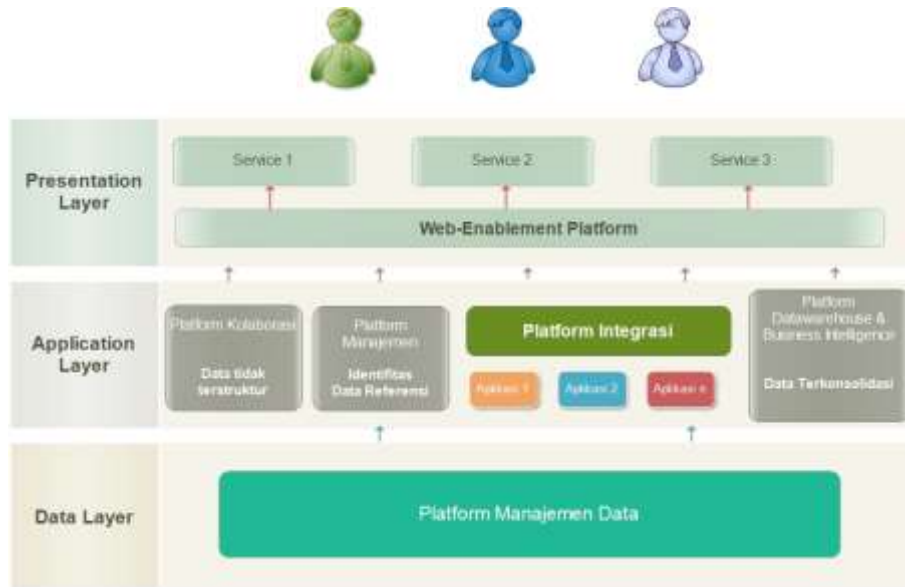 Service 1
Service 2
Service 3
Presentation
Layer
Web-Enablement Platform
Application
Layer
Platform Kolaborasi
Data tidak
terstruktur
Platform
Manajemen
Identifitas
Data Referensi
Platform Integrasi
Aplikasi 1
Aplikasi 2
Aplikasi n
Platform
Datawarehouse &
Business Intelligence
Data Terkonsolidasi
Data Layer
Platform Manajemen Data